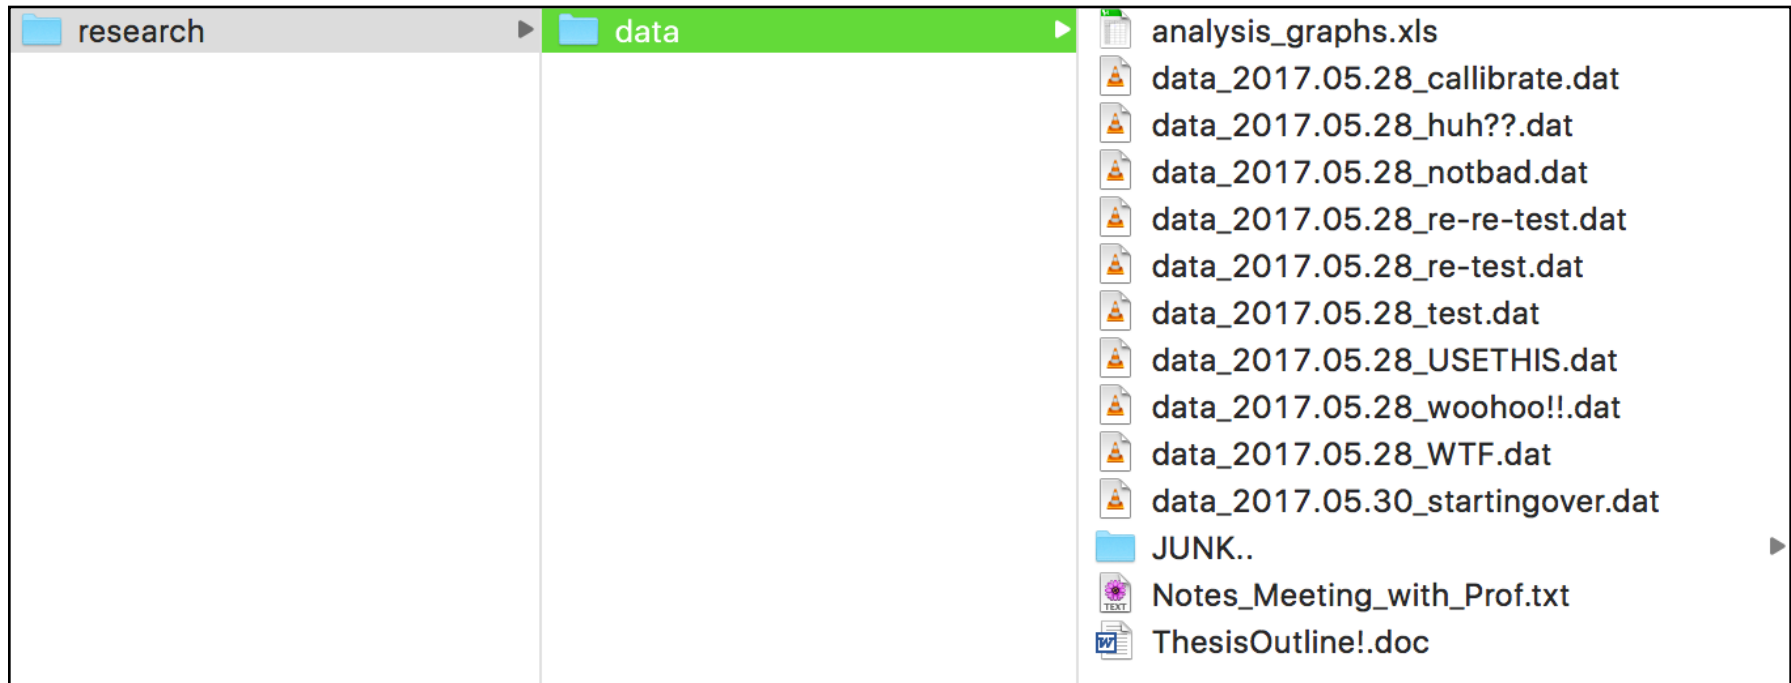 research
data
analysis_graphs.xls
data_2017.05.28_callibrate.dat
data_2017.05.28_huh??.dat
data_2017.05.28_notbad.dat
data_2017.05.28_re-re-test.dat
data_2017.05.28_re-test.dat
data_2017.05.28_test.dat
data_2017.05.28_USETHIS.dat
data_2017.05.28_woohoo!!.dat
data_2017.05.28_WTF.dat
data_2017.05.30_startingover.dat
JUNK..
TEXT
Notes_Meeting_with_Prof.txt
W
ThesisOutline!.doc